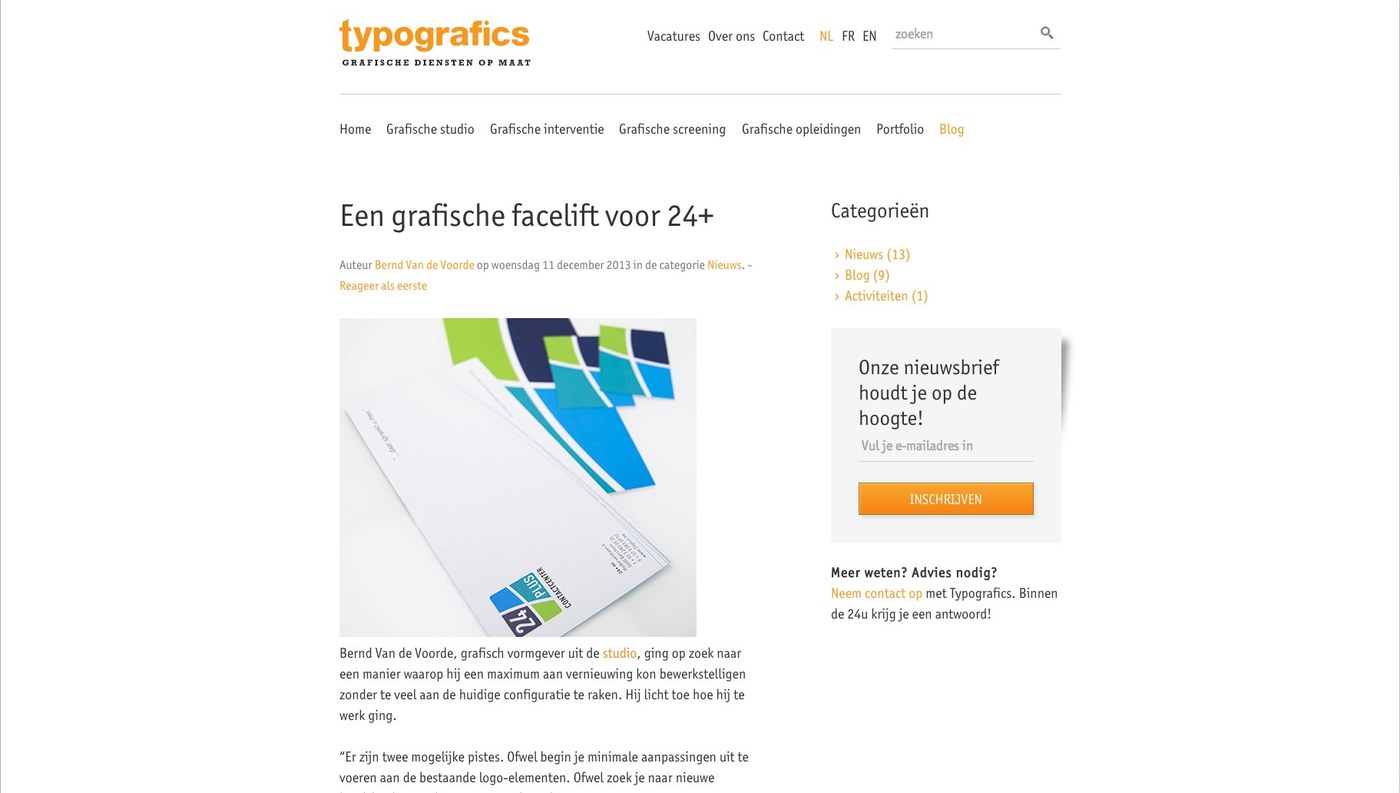 typografics
GRAFISCHE DIENSTEN OP MAAT
Vacatures Over ons Contact NL FR EN zoeken
Home Grafische studio Grafische interventie Grafische screening Grafische opleidingen Portfolio Blog
Een grafische facelift voor 24+
Auteur Bernd Van de Voorde op woensdag 11 december 2013 in de categorie Nieuws. -
Reageer als eerste
CONTACTCENTER
PLUS
24
Bernd Van de Voorde, grafisch vormgever uit de studio, ging op zoek naar
een manier waarop hij een maximum aan vernieuwing kon bewerkstelligen
zonder te veel aan de huidige configuratie te raken. Hij licht toe hoe hij te
werk ging.
“Er zijn twee mogelijke pistes. Ofwel begin je minimale aanpassingen uit te
voeren aan de bestaande logo-elementen. Ofwel zoek je naar nieuwe
Categorieën
› Nieuws (13)
› Blog (9)
› Activiteiten (1)
Onze nieuwsbrief
houdt je op de
hoogte!
Vul je e-mailadres in
INSCHRIJVEN
Meer weten? Advies nodig?
Neem contact op met Typografics. Binnen
de 24u krijg je een antwoord!